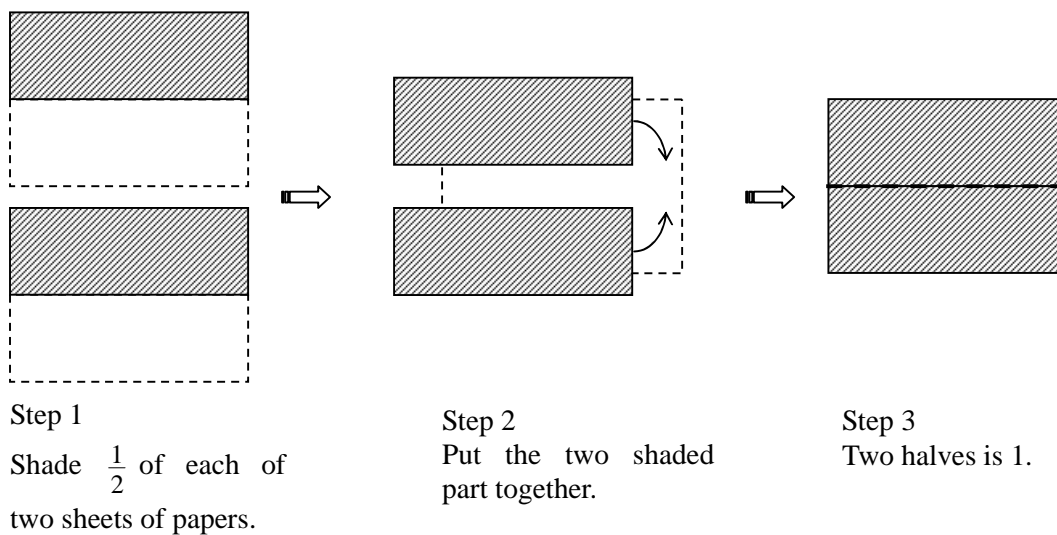 Step 1
Shade 1/2 of each of
two sheets of papers.
Step 2
Put the two shaded
part together.
Step 3
Two halves is 1.